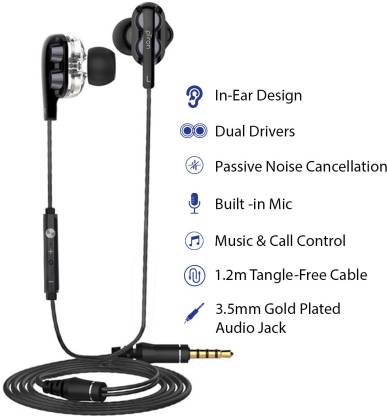 ptron
L
In-Ear Design
Dual Drivers
Passive Noise Cancellation
Built -in Mic
Music & Call Control
1.2m Tangle-Free Cable
3.5mm Gold Plated
Audio Jack